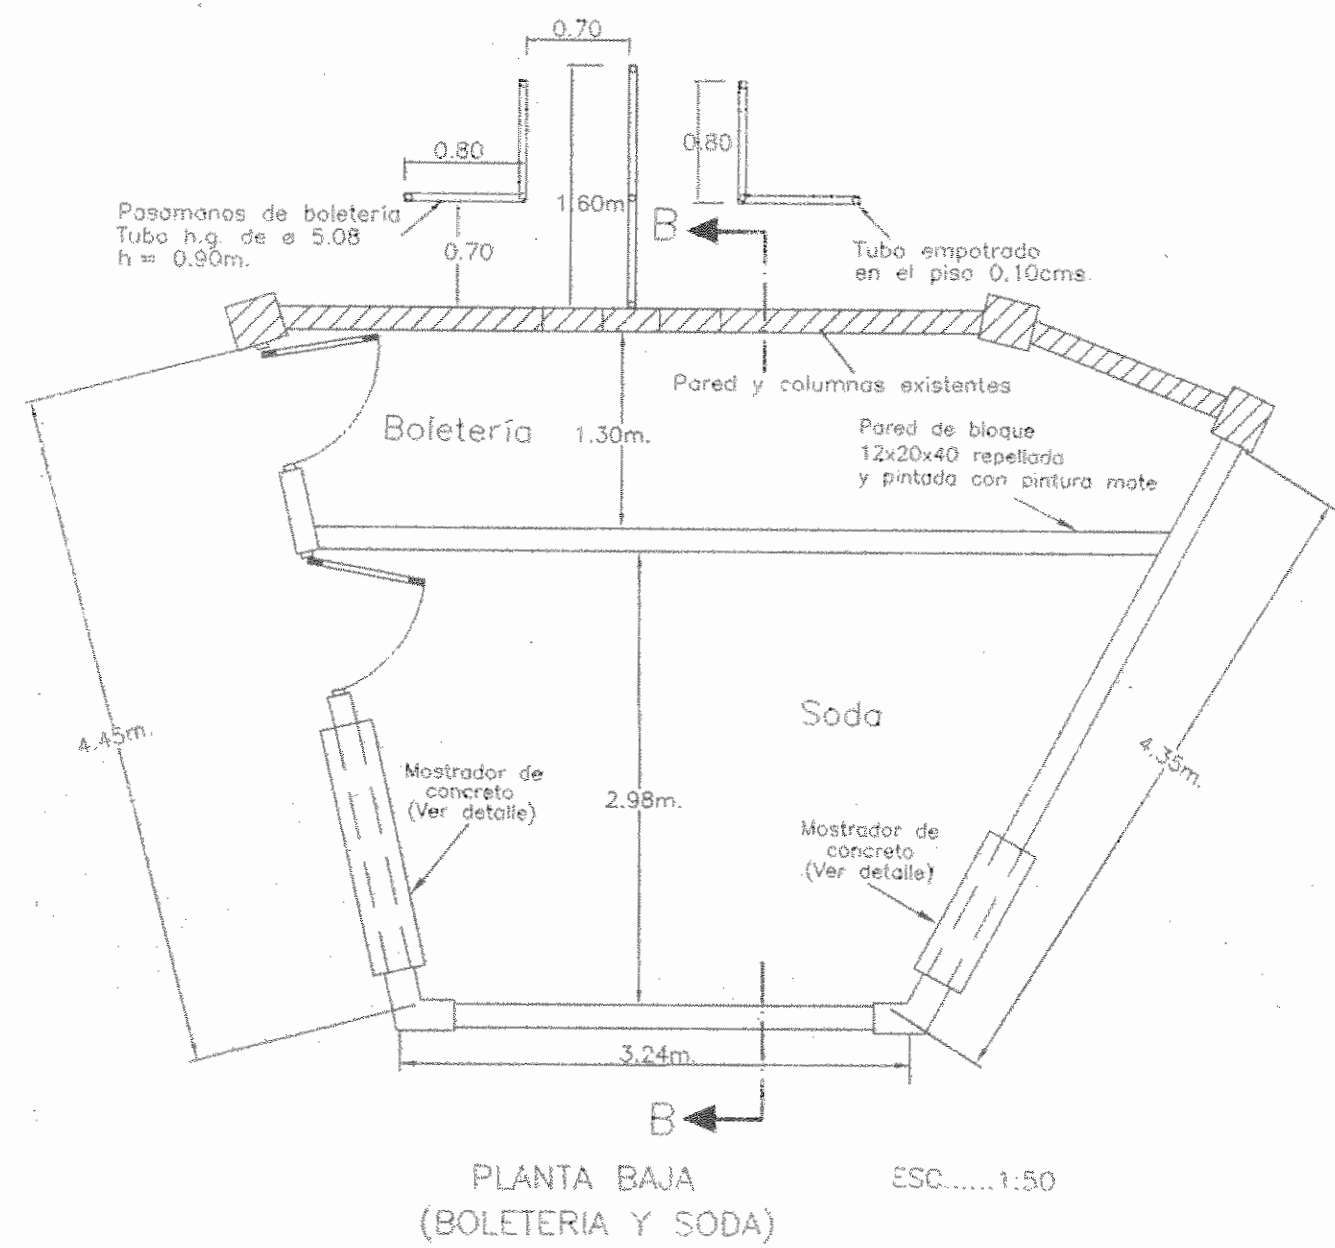 0.70
0.80
0.80
1.60m
Pasamanos de boletería
Tubo h.g. de ø 5.08
h = 0.90m.
0.70
B
Tubo empotrado
en el piso 0.10cms.
Pared y columnas existentes
Boletería
1.30m.
Pared de bloque
12x20x40 repellada
y pintada con pintura mate
4.45m.
Soda
4.35m.
Mostrador de
concreto
(Ver detalle)
2.98m.
Mostrador de
concreto
(Ver detalle)
3.24m.
B
PLANTA BAJA
ESC......1:50
(BOLETERIA Y SODA)